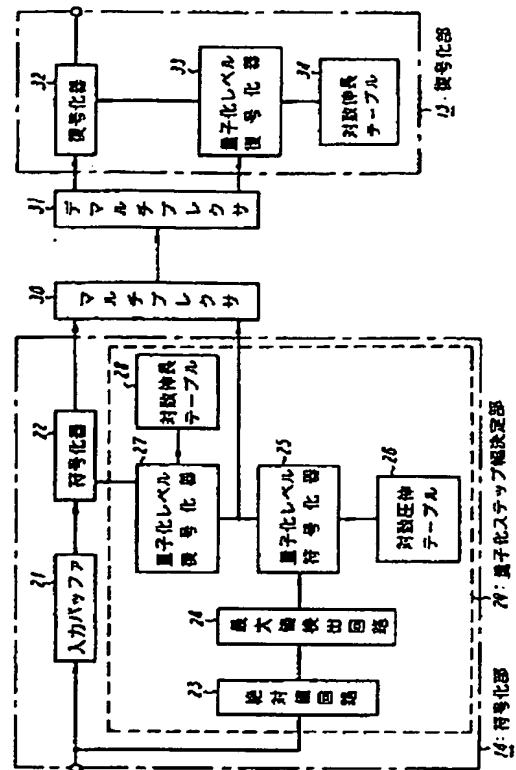 21
入力バッファ
22
符号化器
23
絶対値回路
24
最大値検出回路
25
量子化レベル
符号化器
26
対数圧伸
テーブル
27
量子化レベル
復号化器
28
対数伸長
テーブル
29:量子化ステップ幅決定部
14:符号化部
30
マルチプレクサ
31
デマルチプレクサ
32
復号化器
33
量子化レベル
復号化器
34
対数伸長
テーブル
13:復号化部